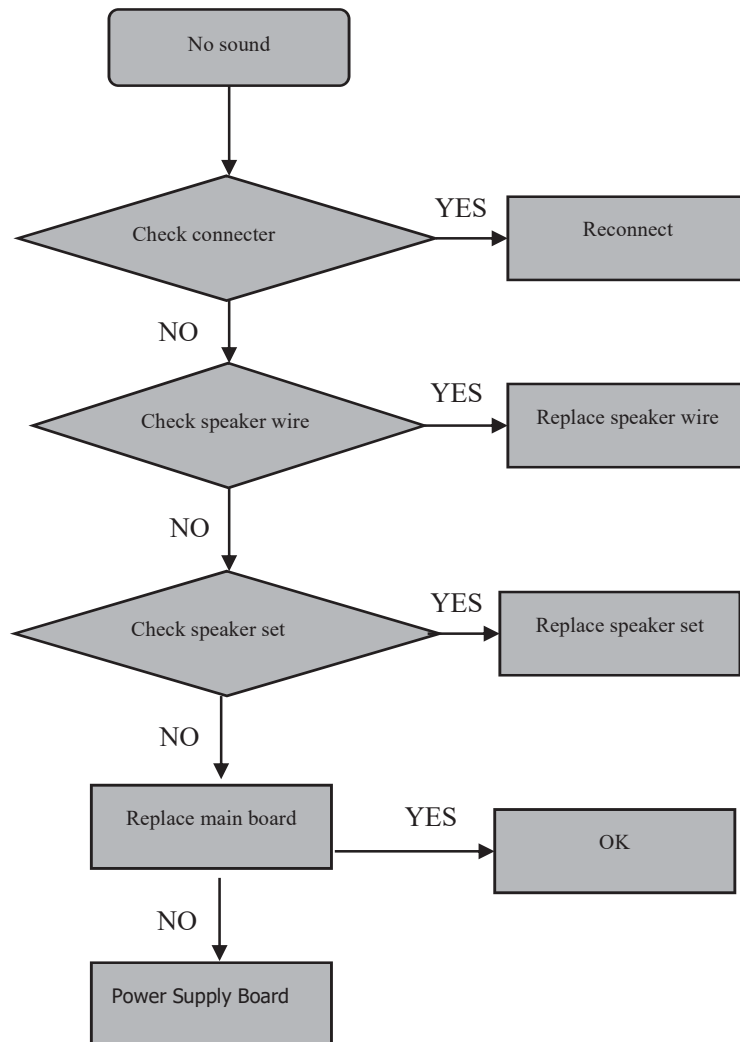 No sound
Check connecter
YES
Reconnect
NO
Check speaker wire
YES
Replace speaker wire
NO
Check speaker set
YES
Replace speaker set
NO
Replace main board
YES
OK
NO
Power Supply Board